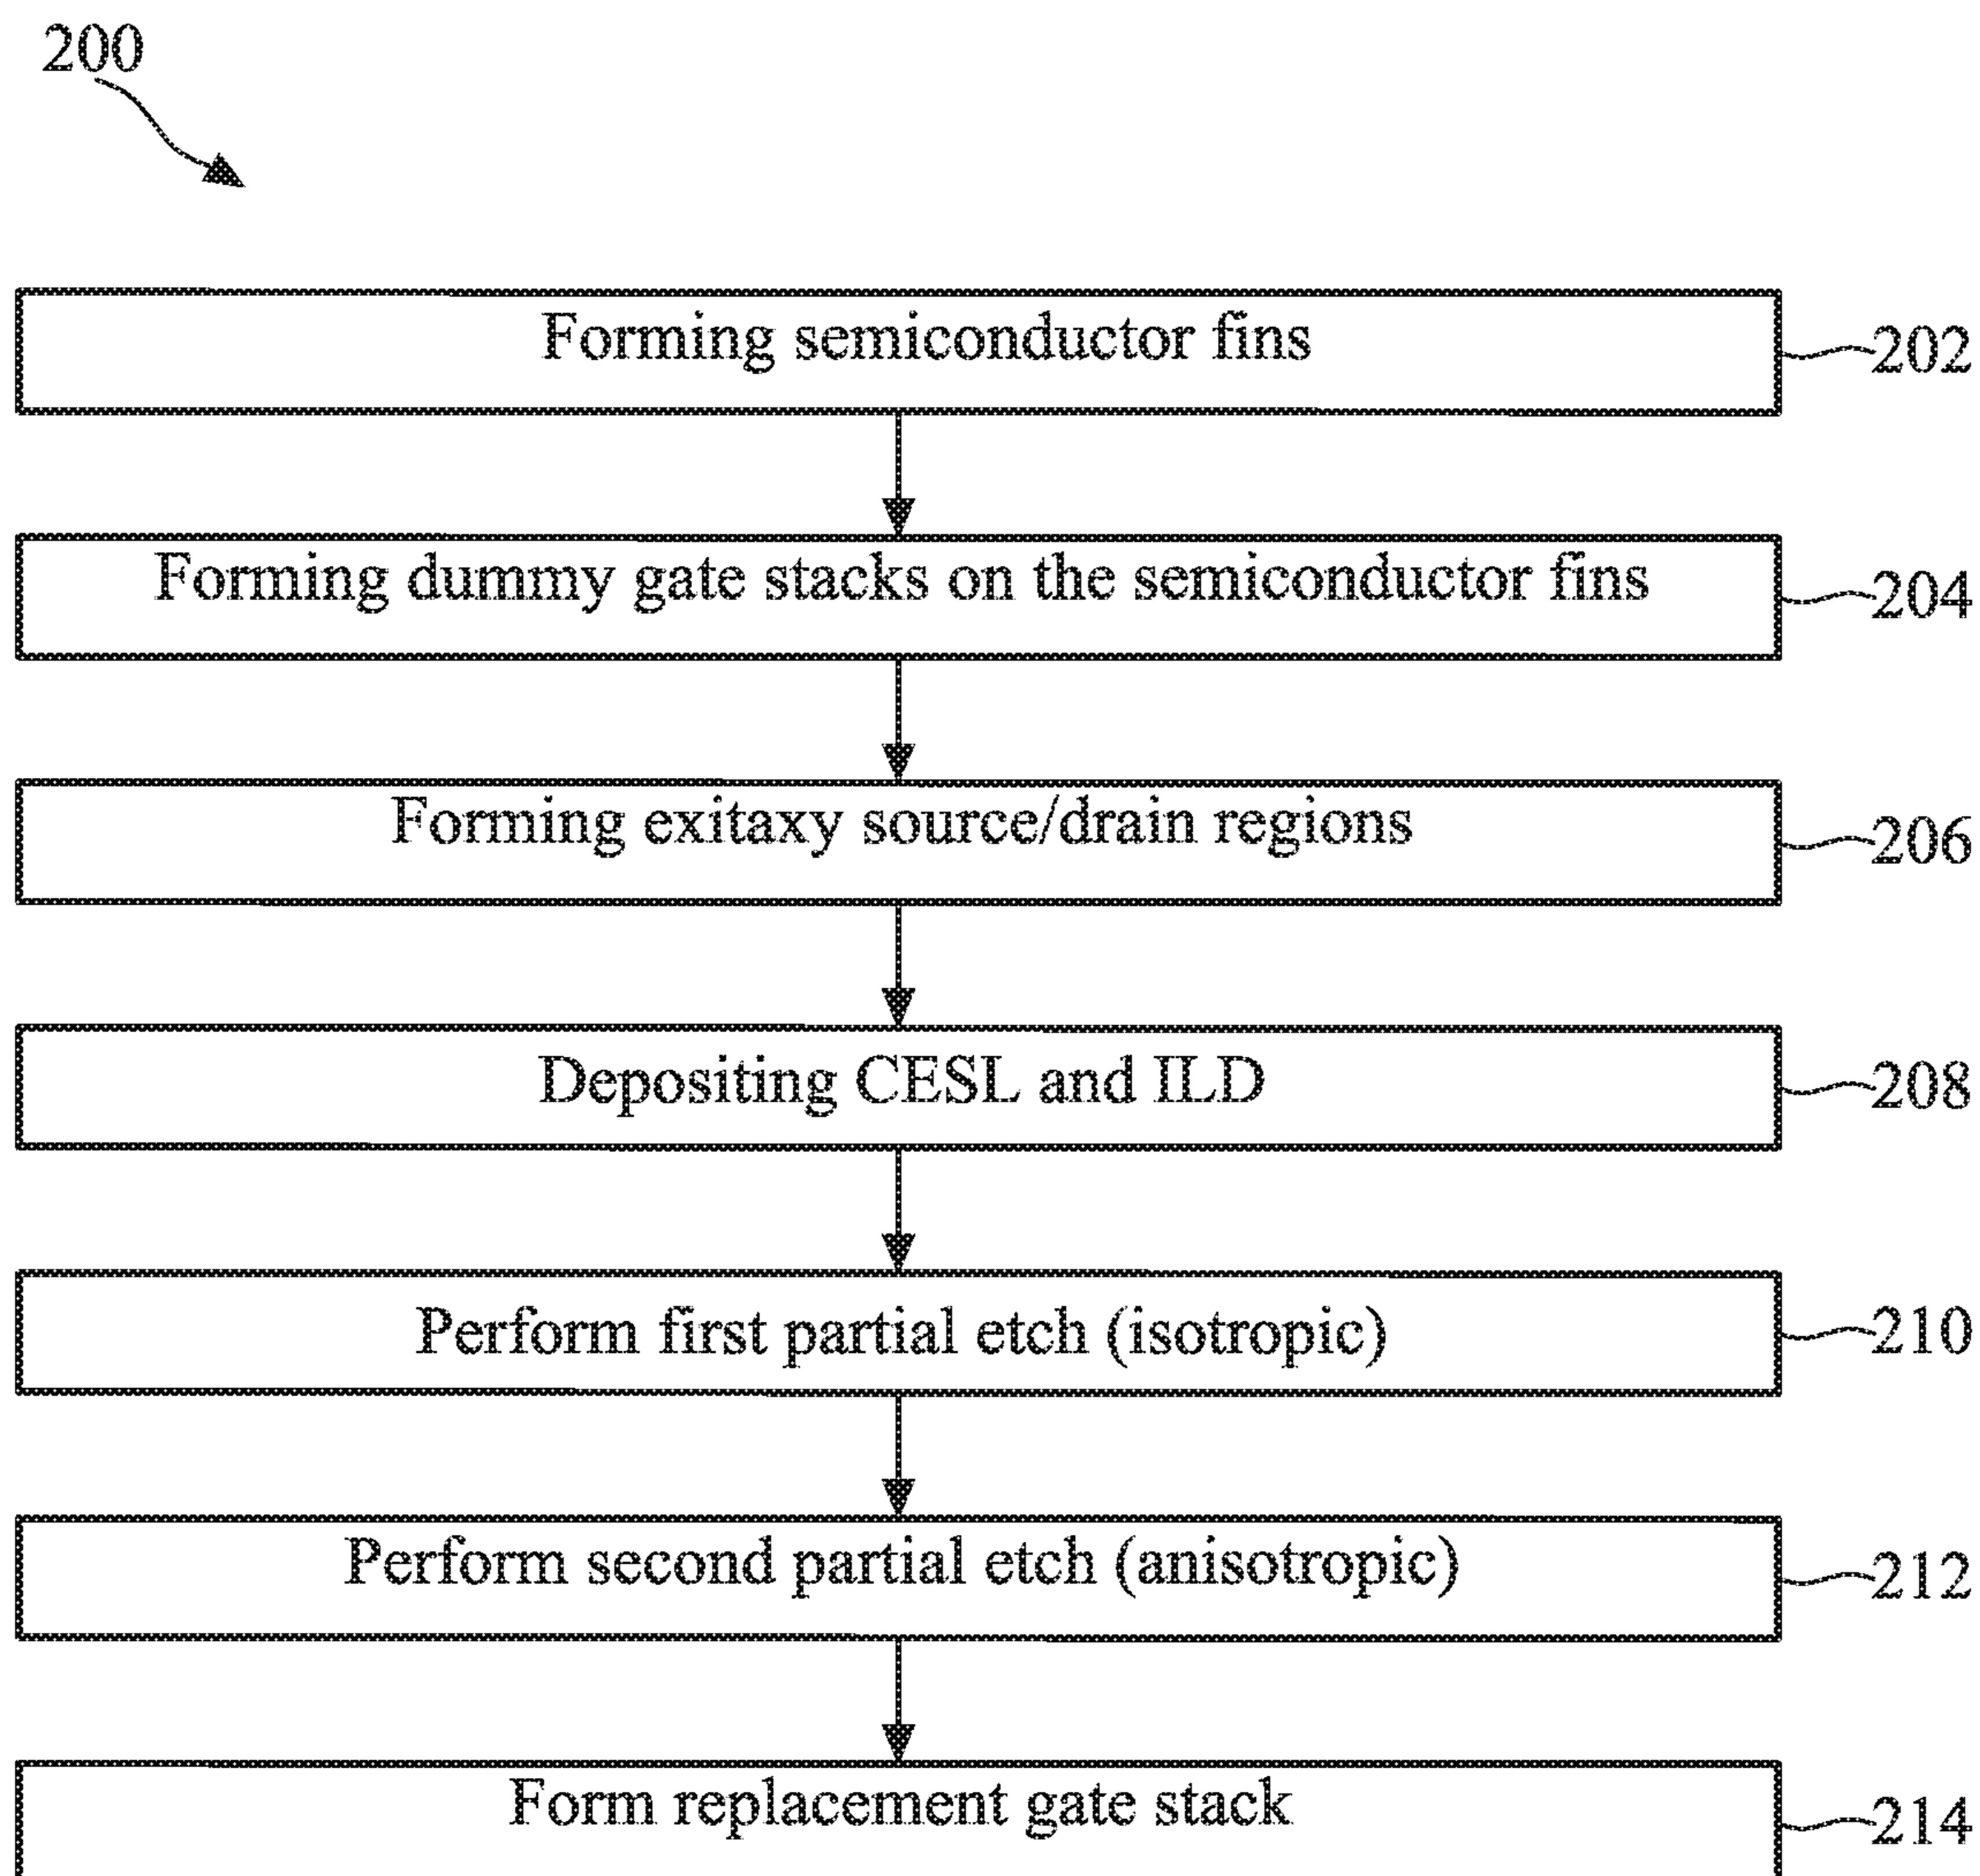 200
Forming semiconductor fins
202
Forming dummy gate stacks on the semiconductor fins
204
Forming exitaxy source/drain regions
206
Depositing CESL and ILD
208
Perform first partial etch (isotropic)
210
Perform second partial etch (anisotropic)
212
Form replacement gate stack
214